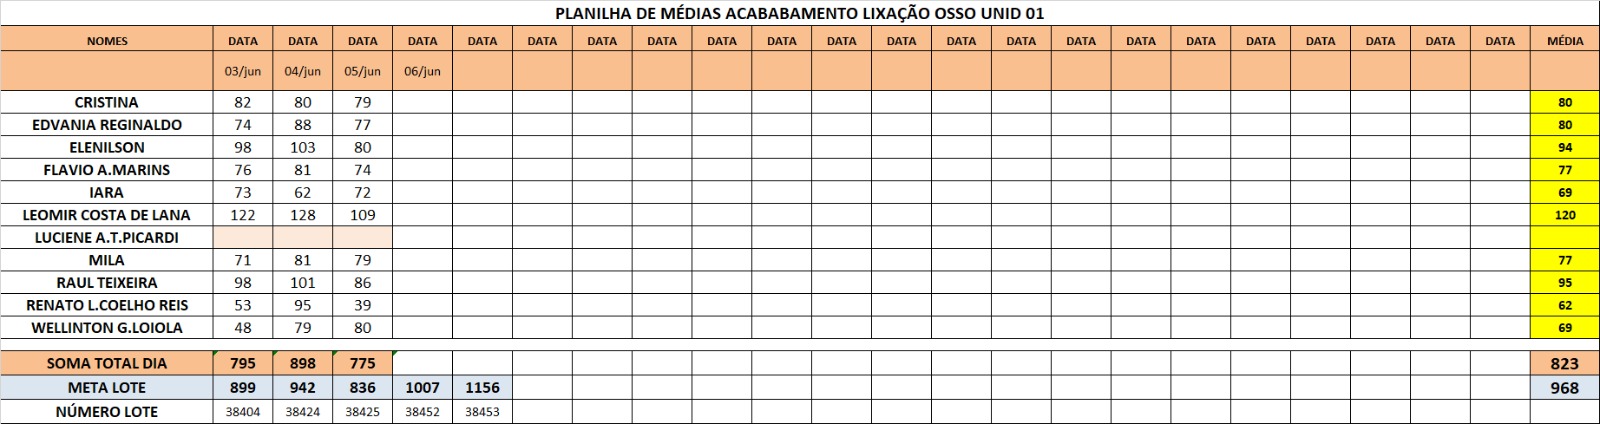 PLANILHA DE MÉDIAS ACABABAMENTO LIXAÇÃO OSSO UNID 01
NOMES DATA DATA DATA DATA DATA DATA DATA DATA DATA DATA DATA DATA DATA DATA DATA DATA DATA DATA DATA DATA DATA DATA MÉDIA
03/jun 04/jun 05/jun 06/jun
CRISTINA 82 80 79 80
EDVANIA REGINALDO 74 88 77 80
ELENILSON 98 103 80 94
FLAVIO A.MARINS 76 81 74 77
IARA 73 62 72 69
LEOMIR COSTA DE LANA 122 128 109 120
LUCIENE A.T.PICARDI
MILA 71 81 79 77
RAUL TEIXEIRA 98 101 86 95
RENATO L.COELHO REIS 53 95 39 62
WELLINTON G.LOIOLA 48 79 80 69
SOMA TOTAL DIA 795 898 775 823
META LOTE 899 942 836 1007 1156 968
NÚMERO LOTE 38404 38424 38425 38452 38453